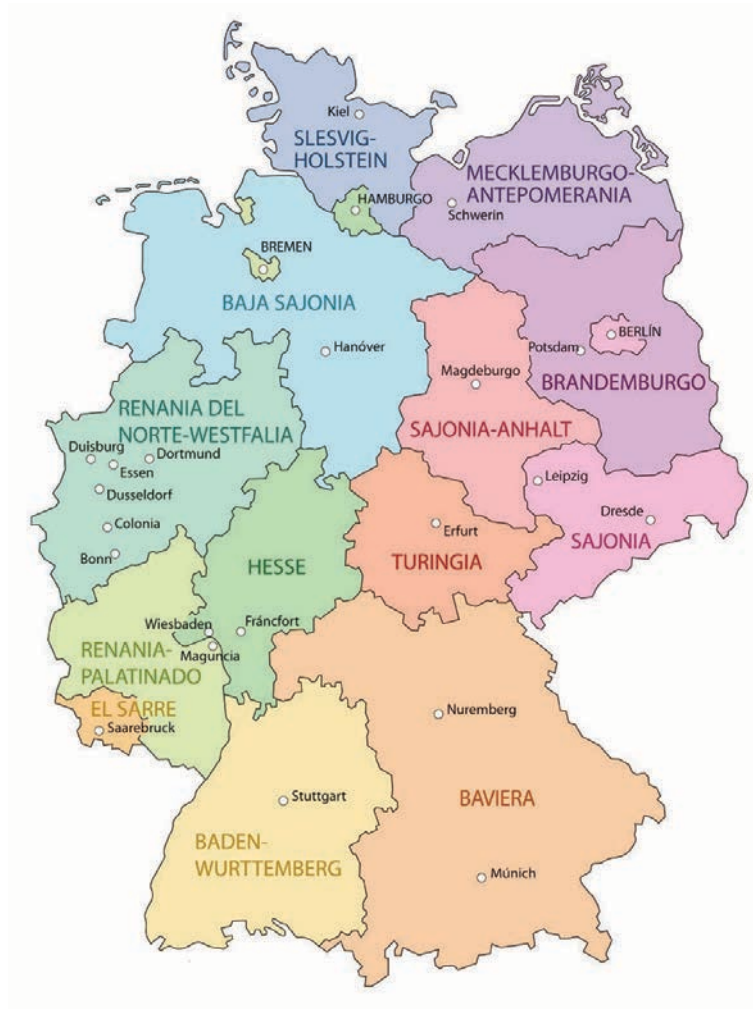 Kiel
SLESVIG-
HOLSTEIN
MECKLEMBURGO-
ANTEPOMERANIA
HAMBURGO
Schwerin
BREMEN
BAJA SAJONIA
BERLÍN
Hanóver
Potsdam
Magdeburgo
BRANDEMBURGO
RENANIA DEL
NORTE-WESTFALIA
SAJONIA-ANHALT
Duisburg
Dortmund
Essen
Leipzig
Dusseldorf
Dresde
Colonia
Erfurt
SAJONIA
Bonn
HESSE
TURINGIA
Wiesbaden
Fráncfort
RENANIA-
Maguncia
PALATINADO
EL SARRE
Saarebruck
Nuremberg
Stuttgart
BAVIERA
BADEN-
WURTTEMBERG
Múnich